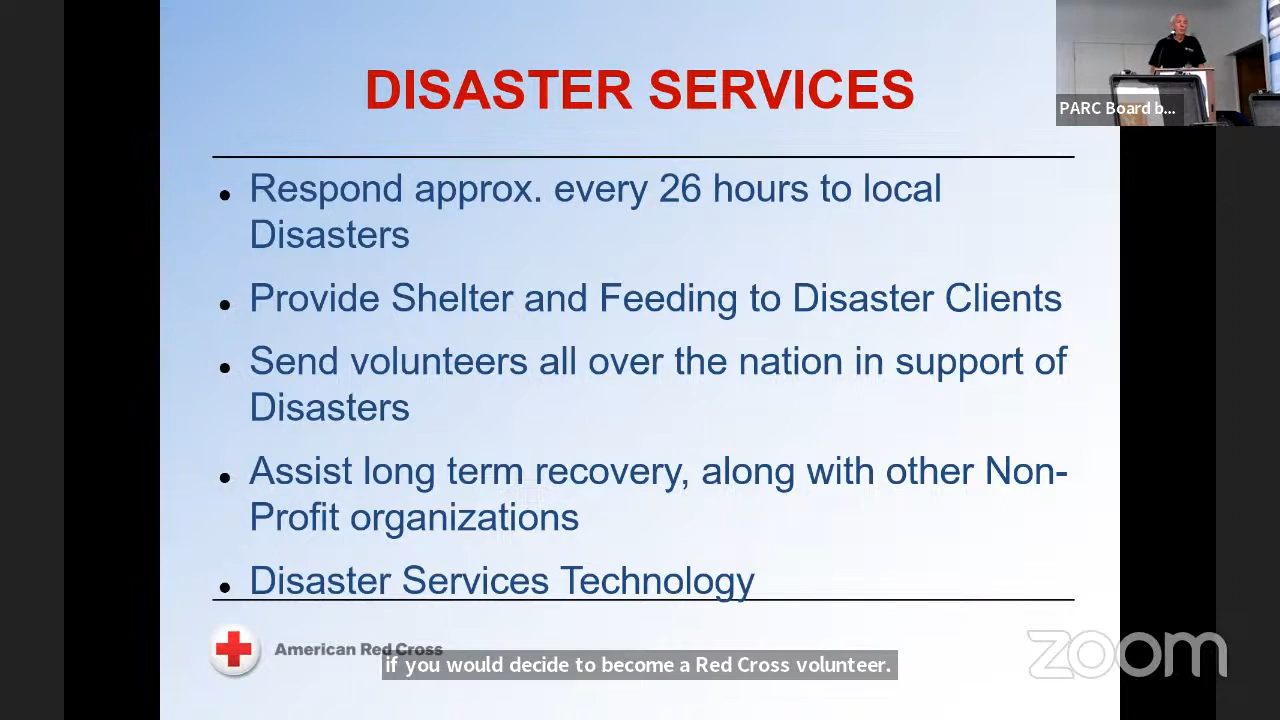 DISASTER SERVICES
PARC Board b...
Respond approx. every 26 hours to local
Disasters
Provide Shelter and Feeding to Disaster Clients
Send volunteers all over the nation in support of
Disasters
Assist long term recovery, along with other Non-
Profit organizations
Disaster Services Technology
American Red Cross
if you would decide to become a Red Cross volunteer.
zoom